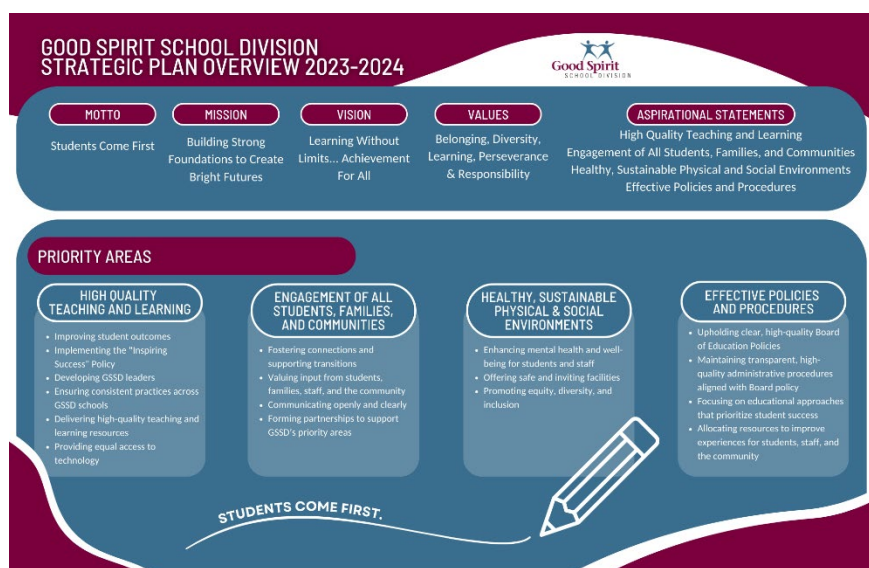 GOOD SPIRIT SCHOOL DIVISION
STRATEGIC PLAN OVERVIEW 2023-2024
Good Spirit
SCHOOL DIVISION
MOTTO
Students Come First
MISSION
Building Strong
Foundations to Create
Bright Futures
VISION
Learning Without
Limits... Achievement
For All
VALUES
Belonging, Diversity,
Learning, Perseverance
& Responsibility
ASPIRATIONAL STATEMENTS
High Quality Teaching and Learning
Engagement of All Students, Families, and Communities
Healthy, Sustainable Physical and Social Environments
Effective Policies and Procedures
PRIORITY AREAS
HIGH QUALITY
TEACHING AND LEARNING
• Improving student outcomes
• Implementing the "Inspiring
Success" Policy
• Developing GSSD leaders
• Ensuring consistent practices across
GSSD schools
• Delivering high-quality teaching and
learning resources
• Providing equal access to
technology
ENGAGEMENT OF ALL
STUDENTS, FAMILIES,
AND COMMUNITIES
• Fostering connections and
supporting transitions
• Valuing input from students,
families, staff, and the community
• Communicating openly and clearly
• Forming partnerships to support
GSSD's priority areas
HEALTHY, SUSTAINABLE
PHYSICAL & SOCIAL
ENVIRONMENTS
• Enhancing mental health and well-
being for students and staff
• Offering safe and inviting facilities
• Promoting equity, diversity, and
inclusion
EFFECTIVE POLICIES
AND PROCEDURES
• Upholding clear, high-quality Board
of Education Policies
• Maintaining transparent, high-
quality administrative procedures
aligned with Board policy
• Focusing on educational approaches
that prioritize student success
• Allocating resources to improve
experiences for students, staff, and
the community
STUDENTS COME FIRST.